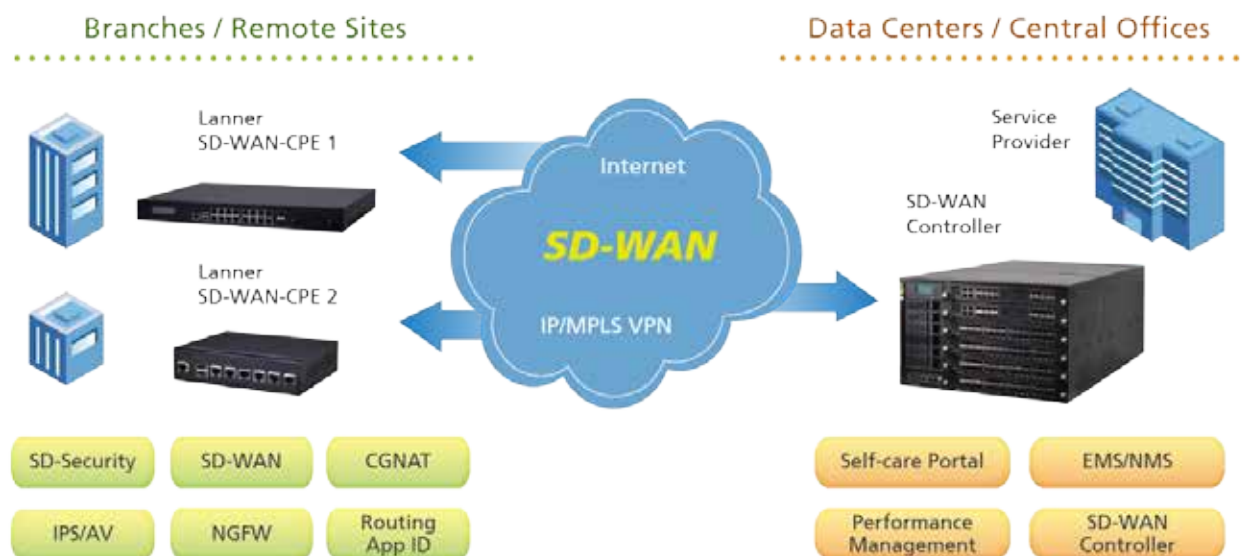 Branches / Remote Sites
Data Centers / Central Offices
Lanner
SD-WAN-CPE 1
Lanner
SD-WAN-CPE 2
Internet
SD-WAN
IP/MPLS VPN
Service
Provider
SD-WAN
Controller
SD-Security
SD-WAN
CGNAT
IPS/AV
NGFW
Routing
App ID
Self-care Portal
EMS/NMS
Performance
Management
SD-WAN
Controller